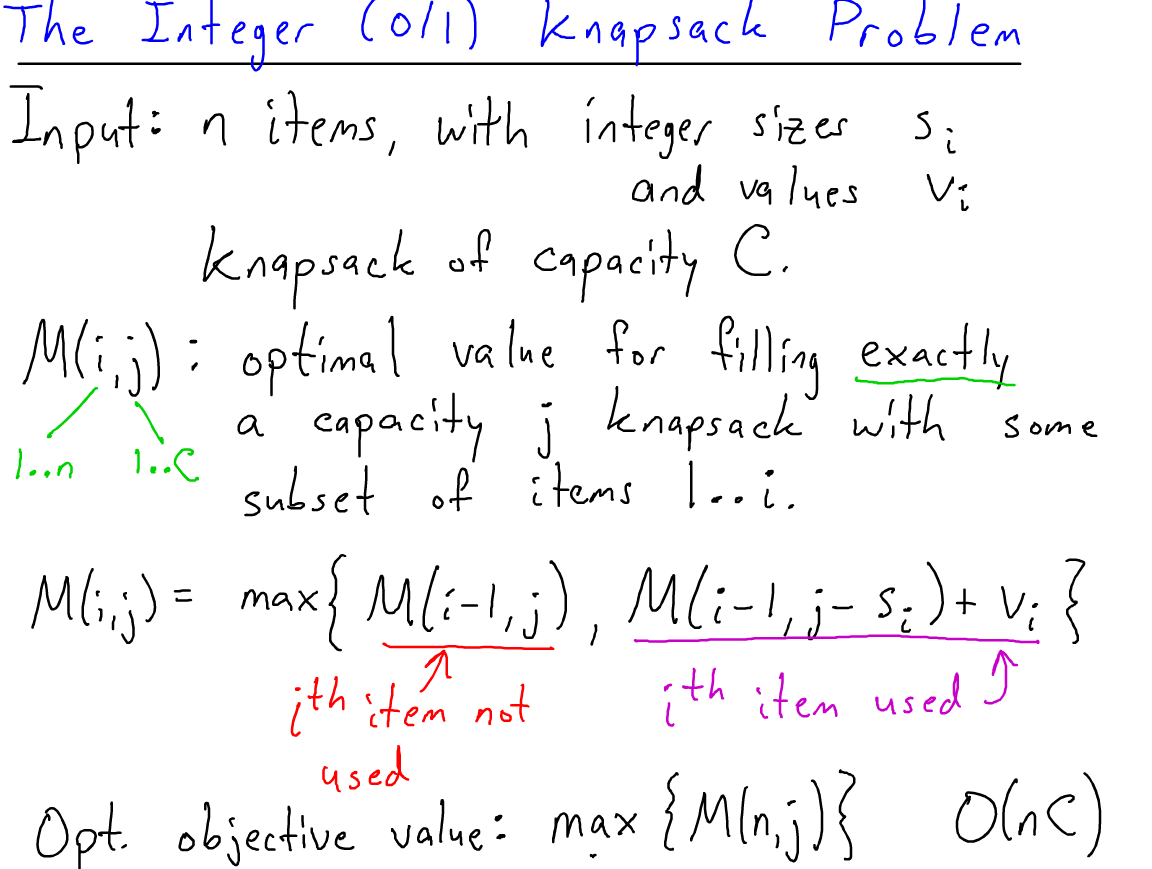 The Integer (0/1) Knapsack Problem
Input: n items, with integer sizes s_i
and values v_i
Knapsack of capacity C.
M(i,j): optimal value for filling exactly
a capacity j knapsack with some
1..n 1..C
subset of items 1..i.
M(i,j) = max{ M(i-1,j), M(i-1, j-s_i) + v_i }
i^th item not
used
i^th item used
Opt. objective value: max {M(n,j)} O(nC)